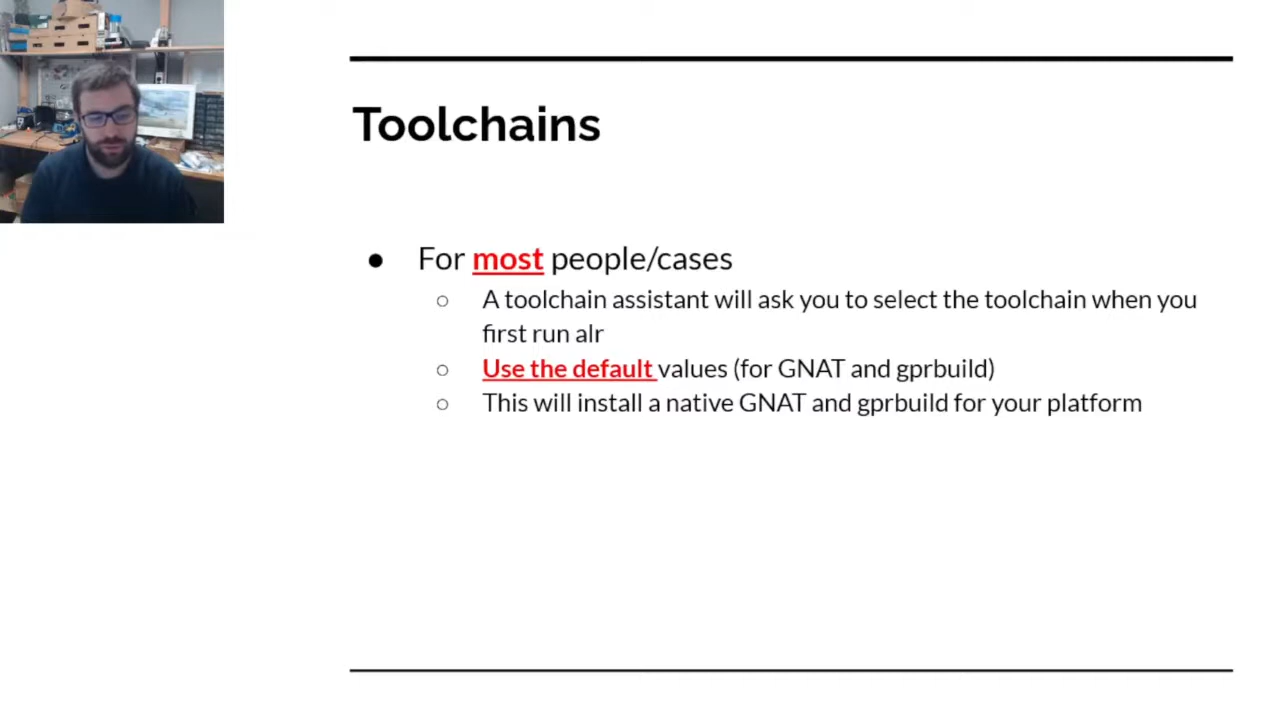 Toolchains
● For most people/cases
○ A toolchain assistant will ask you to select the toolchain when you
first run alr
○ Use the default values (for GNAT and gprbuild)
○ This will install a native GNAT and gprbuild for your platform